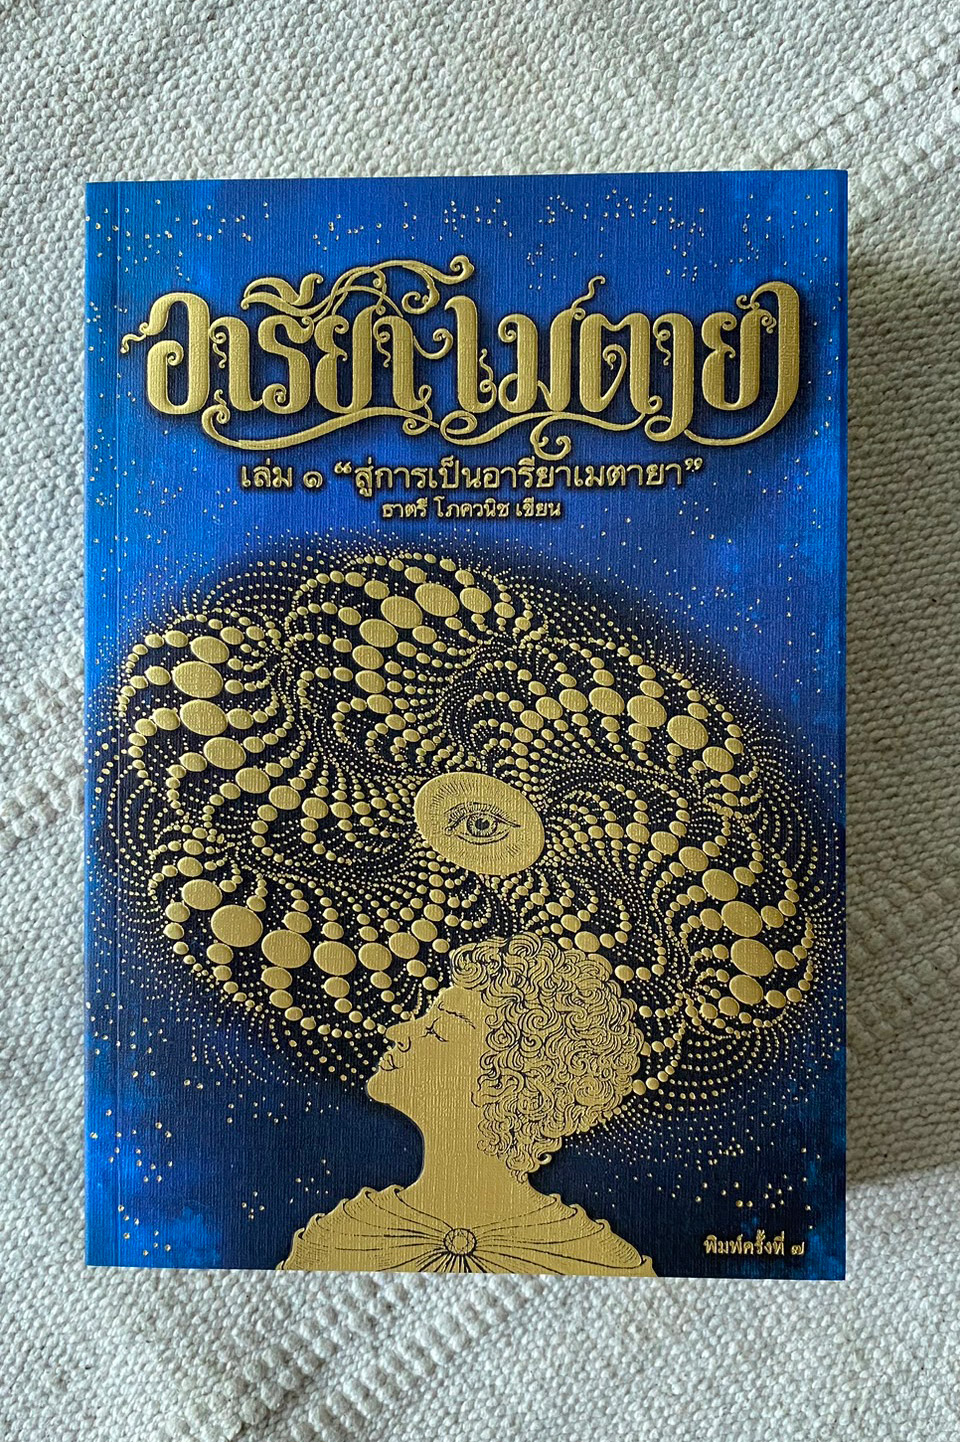 อารียา เมตายา
เล่ม ๑ “สู่การเป็นอารียาเมตายา”
ธาตรี โภควนิช เขียน
พิมพ์ครั้งที่ ๗